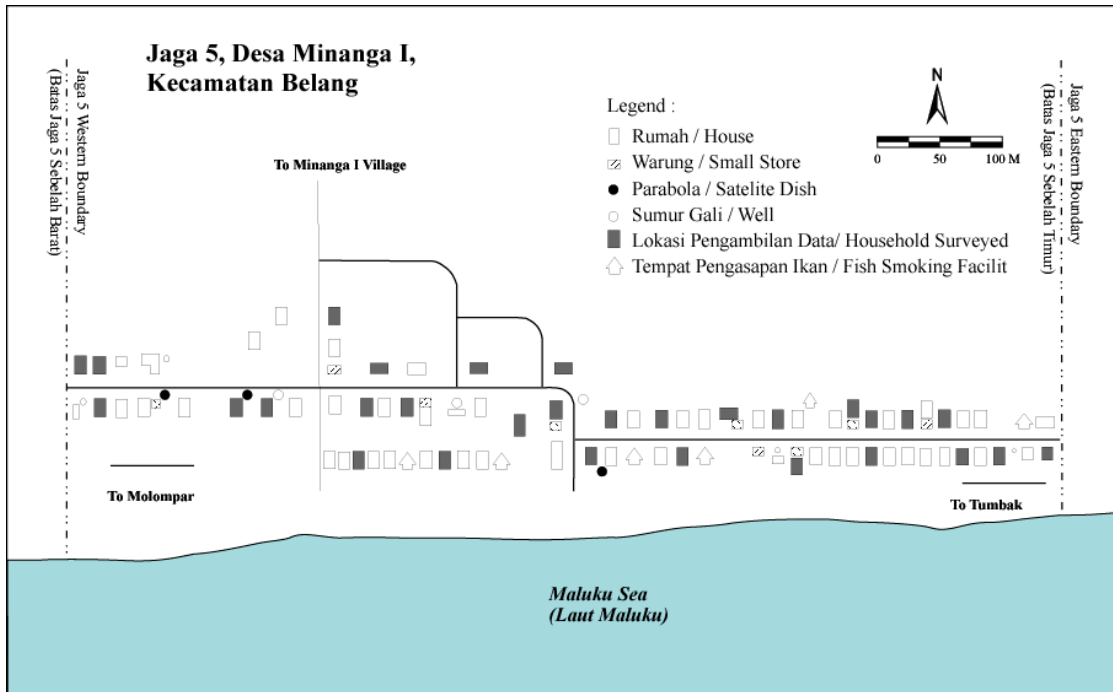 Jaga 5, Desa Minanga I,
Kecamatan Belang
Jaga 5 Western Boundary
(Batas Jaga 5 Sebelah Barat)
To Minanga I Village
Legend :
Rumah / House
Warung / Small Store
Parabola / Satelite Dish
Sumur Gali / Well
Lokasi Pengambilan Data/ Household Surveyed
Tempat Pengasapan Ikan / Fish Smoking Facilit
N
0 50 100 M
Jaga 5 Eastern Boundary
(Batas Jaga 5 Sebelah Timur)
To Molompar
To Tumbak
Maluku Sea
(Laut Maluku)